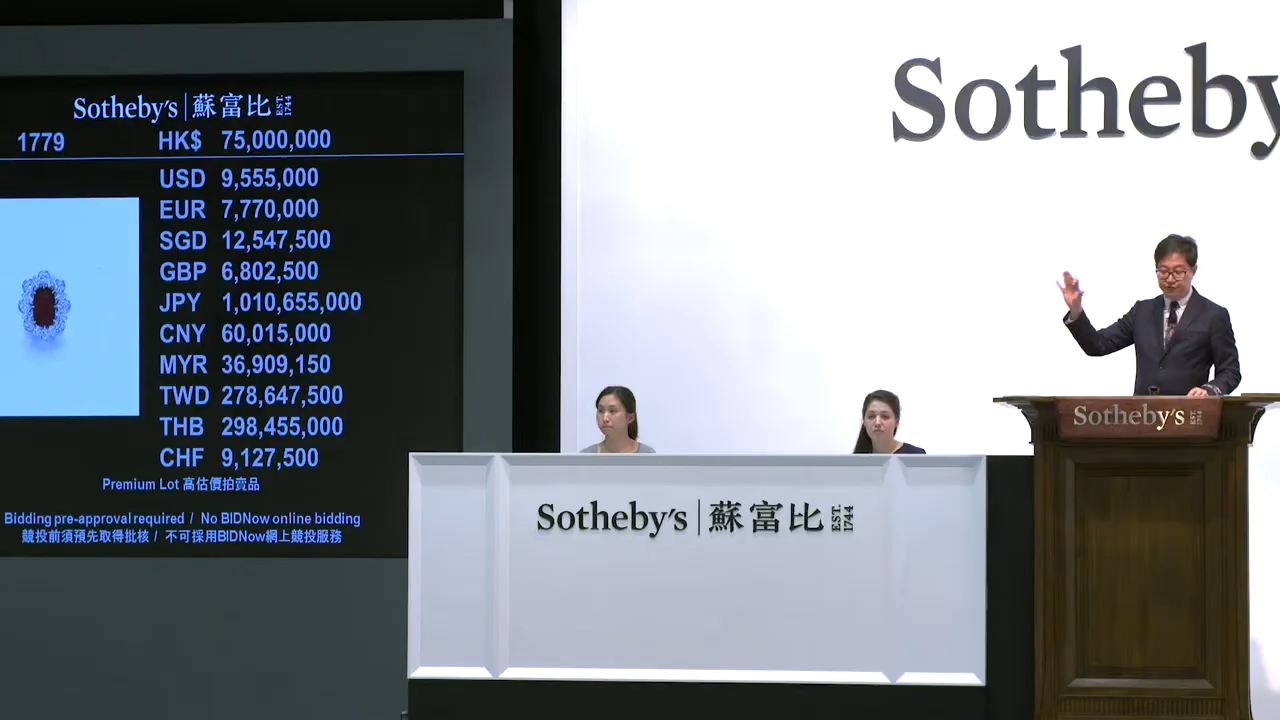 Sotheby's | 蘇富比 EST. 1744
1779 HK$ 75,000,000
USD 9,555,000
EUR 7,770,000
SGD 12,547,500
GBP 6,802,500
JPY 1,010,655,000
CNY 60,015,000
MYR 36,909,150
TWD 278,647,500
THB 298,455,000
CHF 9,127,500
Premium Lot 高估價拍賣品
Bidding pre-approval required / No BIDNow online bidding
競投前須預先取得批核 / 不可採用BIDNow網上競投服務
Sotheby
Sotheby's EST. 1744
Sotheby's | 蘇富比 EST. 1744